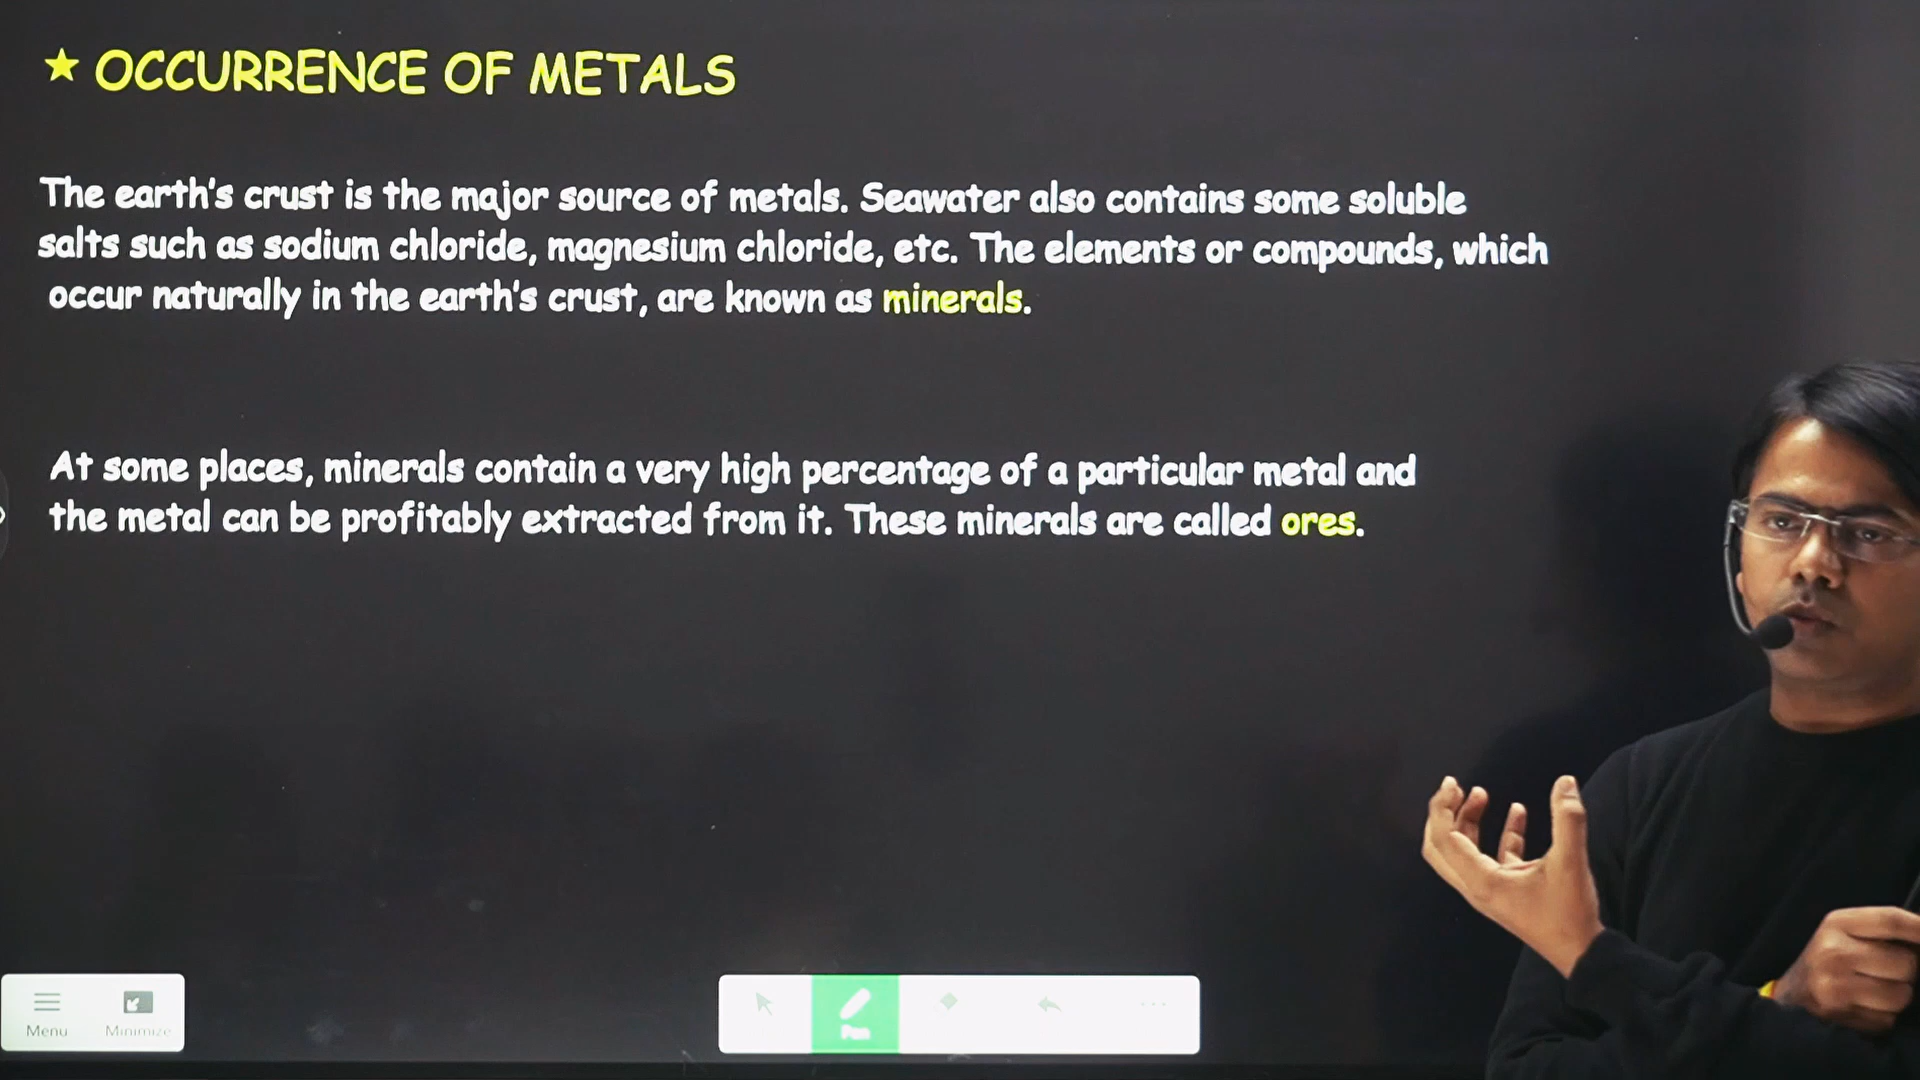 ★ OCCURRENCE OF METALS
The earth's crust is the major source of metals. Seawater also contains some soluble
salts such as sodium chloride, magnesium chloride, etc. The elements or compounds, which
occur naturally in the earth's crust, are known as minerals.
At some places, minerals contain a very high percentage of a particular metal and
the metal can be profitably extracted from it. These minerals are called ores.
Menu
Minimize
Pen